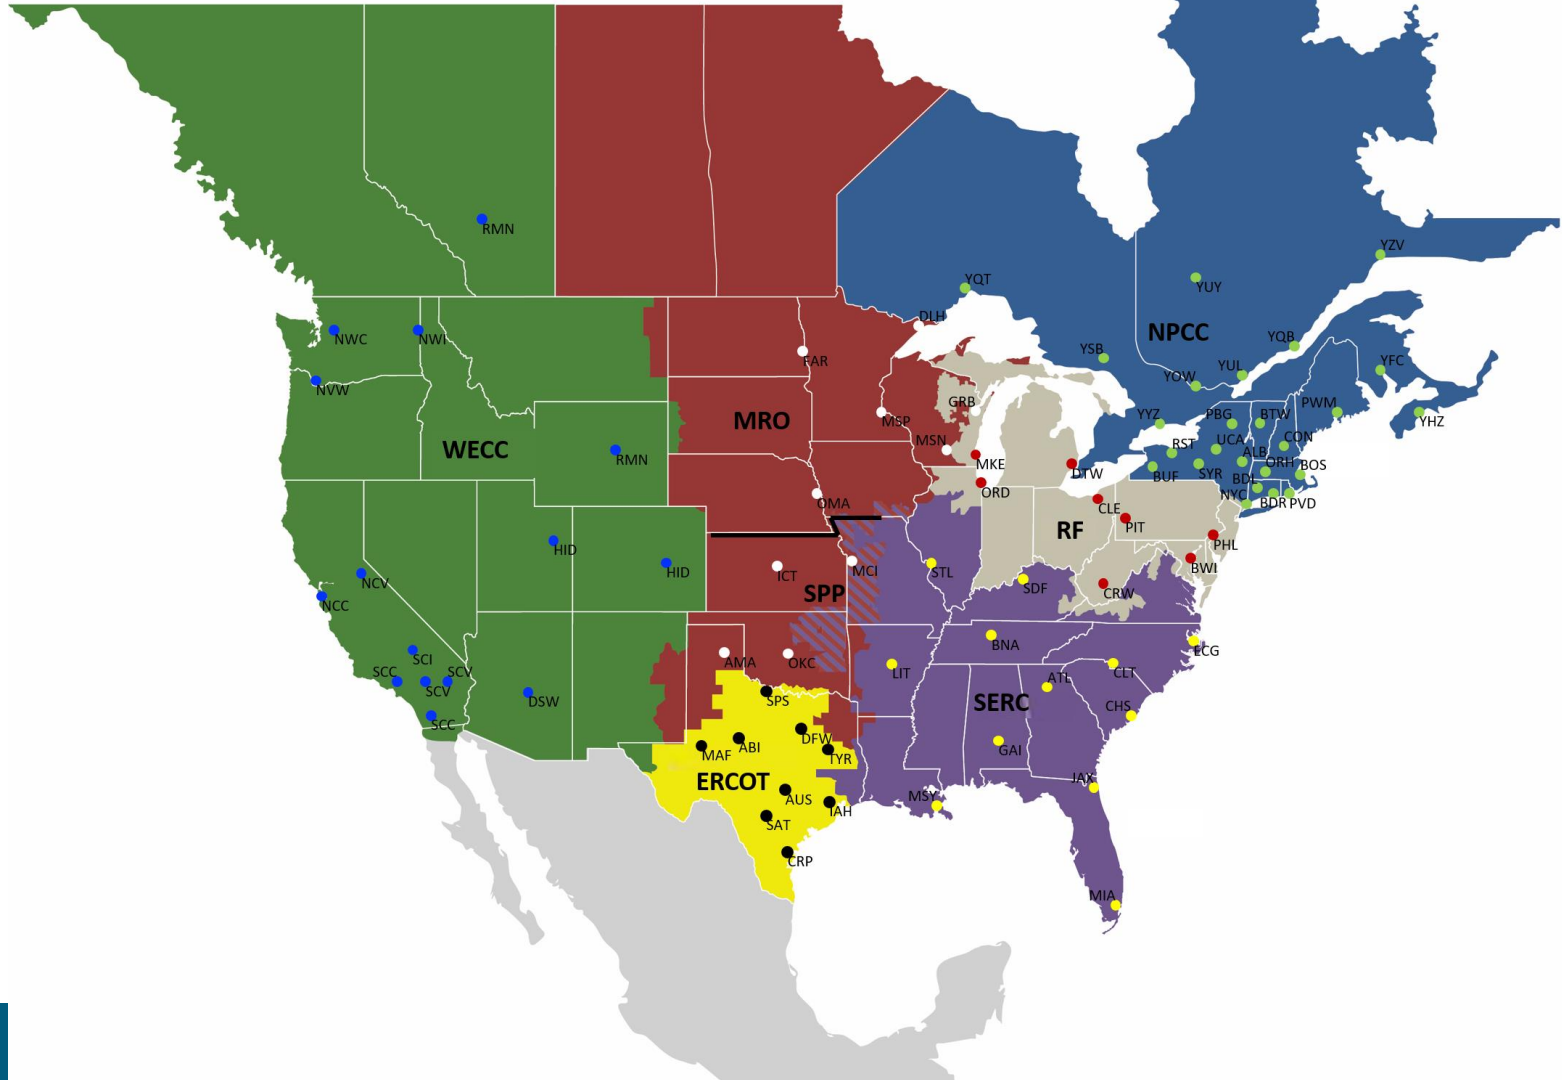 RMN
YZV
YQT
YUY
DLH
NPCC
NWC
NWI
YQB
YSB
FAR
YUL
YFC
YOW
NVW
GRB
PWM
MRO
MSP
YYZ
PBG
BTW
YHZ
WECC
MSN
RST
UCA
CON
RMN
ALB
MKE
DTW
BUF
SYR
ORH
BOS
BDL
ORD
NYC
OMA
CLE
BDR
PVD
PIT
RF
HID
PHL
HID
ICT
MCI
STL
BWI
NCV
SPP
SDF
CRW
NCC
BNA
ECG
SCI
AMA
OKC
SCC
SCV
LIT
CLT
ATL
SCV
DSW
SPS
SERC
CHS
SCC
DFW
ABI
GAI
MAF
TYR
ERCOT
JAX
AUS
MSY
IAH
SAT
CRP
MIA